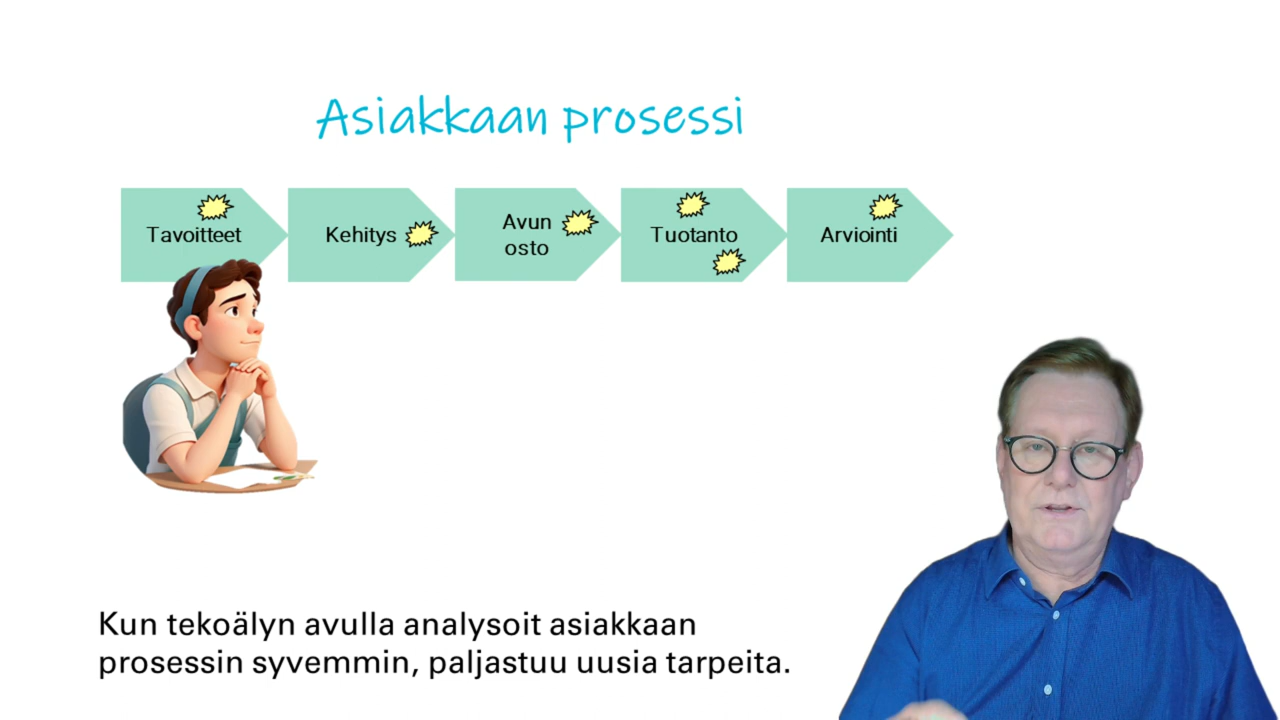 Asiakkaan prosessi
Tavoitteet
Kehitys
Avun
osto
Tuotanto
Arviointi
Kun tekoälyn avulla analysoit asiakkaan
prosessin syvemmin, paljastuu uusia tarpeita.